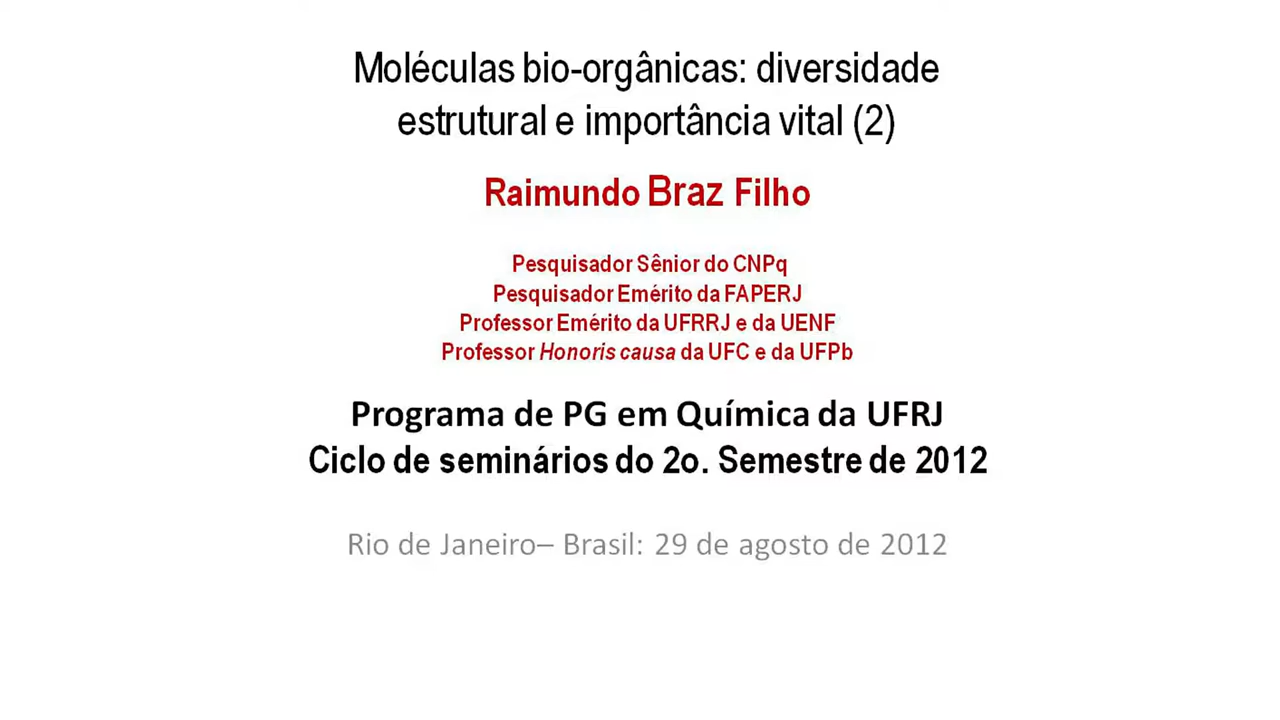 Moléculas bio-orgânicas: diversidade
estrutural e importância vital (2)
Raimundo Braz Filho
Pesquisador Sênior do CNPq
Pesquisador Emérito da FAPERJ
Professor Emérito da UFRRJ e da UENF
Professor Honoris causa da UFC e da UFPb
Programa de PG em Química da UFRJ
Ciclo de seminários do 2o. Semestre de 2012
Rio de Janeiro– Brasil: 29 de agosto de 2012